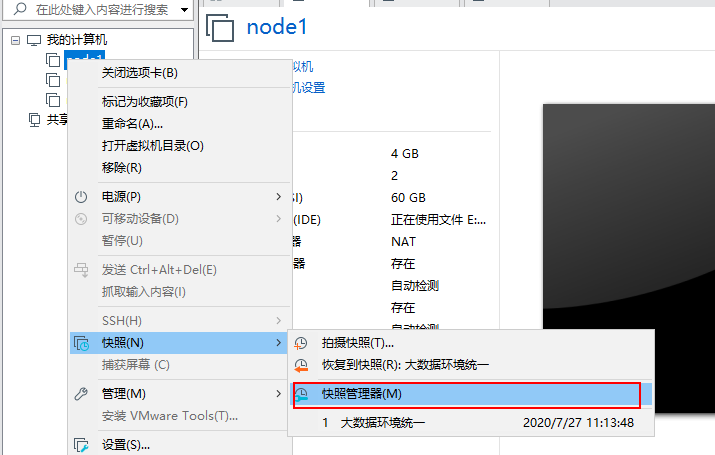 在此处键入内容进行搜索
我的计算机
node1
共享
node1
拟机
机设置
4 GB
2
SI)
60 GB
(IDE)
正在使用文件 E:...
器
NAT
器
存在
自动检测
存在
自动检测
关闭选项卡(B)
标记为收藏项(F)
重命名(A)...
打开虚拟机目录(O)
移除(R)
电源(P)
可移动设备(D)
暂停(U)
发送 Ctrl+Alt+Del(E)
抓取输入内容(I)
SSH(H)
快照(N)
捕获屏幕 (C)
管理(M)
安装 VMware Tools(T)...
设置(S)...
拍摄快照(T)...
恢复到快照(R): 大数据环境统一
快照管理器(M)
1 大数据环境统一 2020/7/27 11:13:48